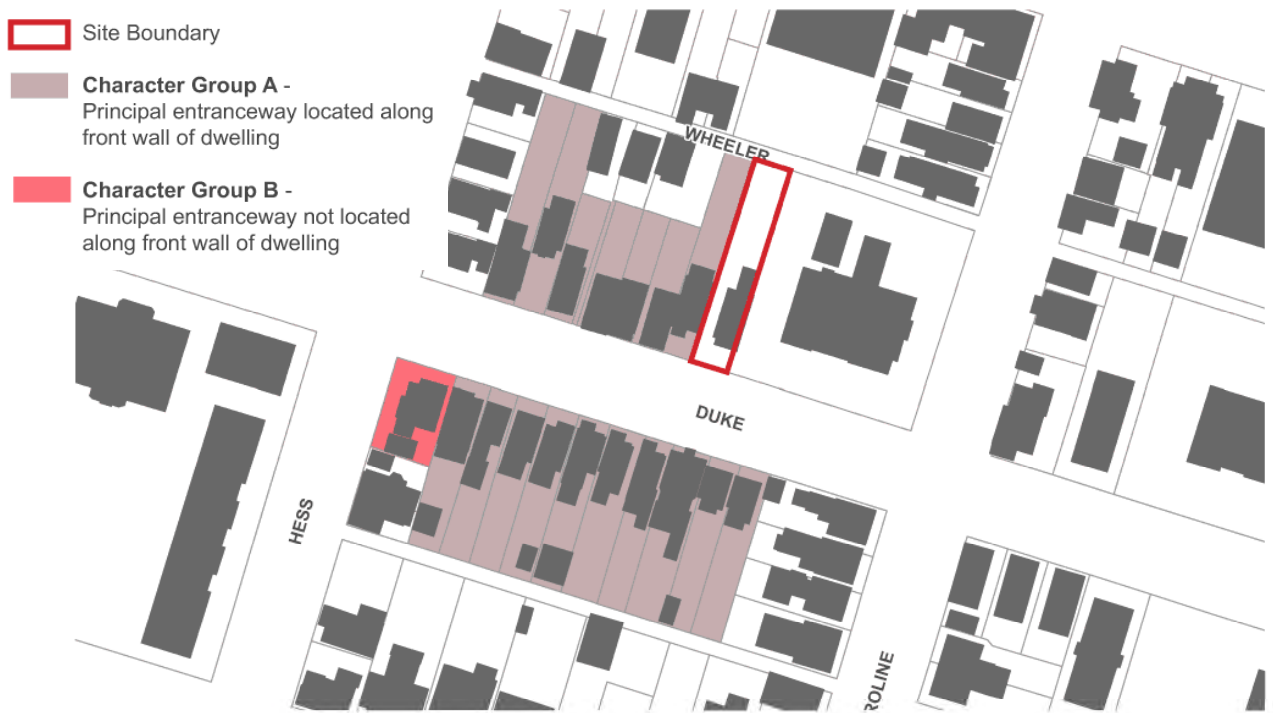 Site Boundary
Character Group A -
Principal entranceway located along
front wall of dwelling
Character Group B -
Principal entranceway not located
along front wall of dwelling
WHEELER
DUKE
HESS
ROLINE